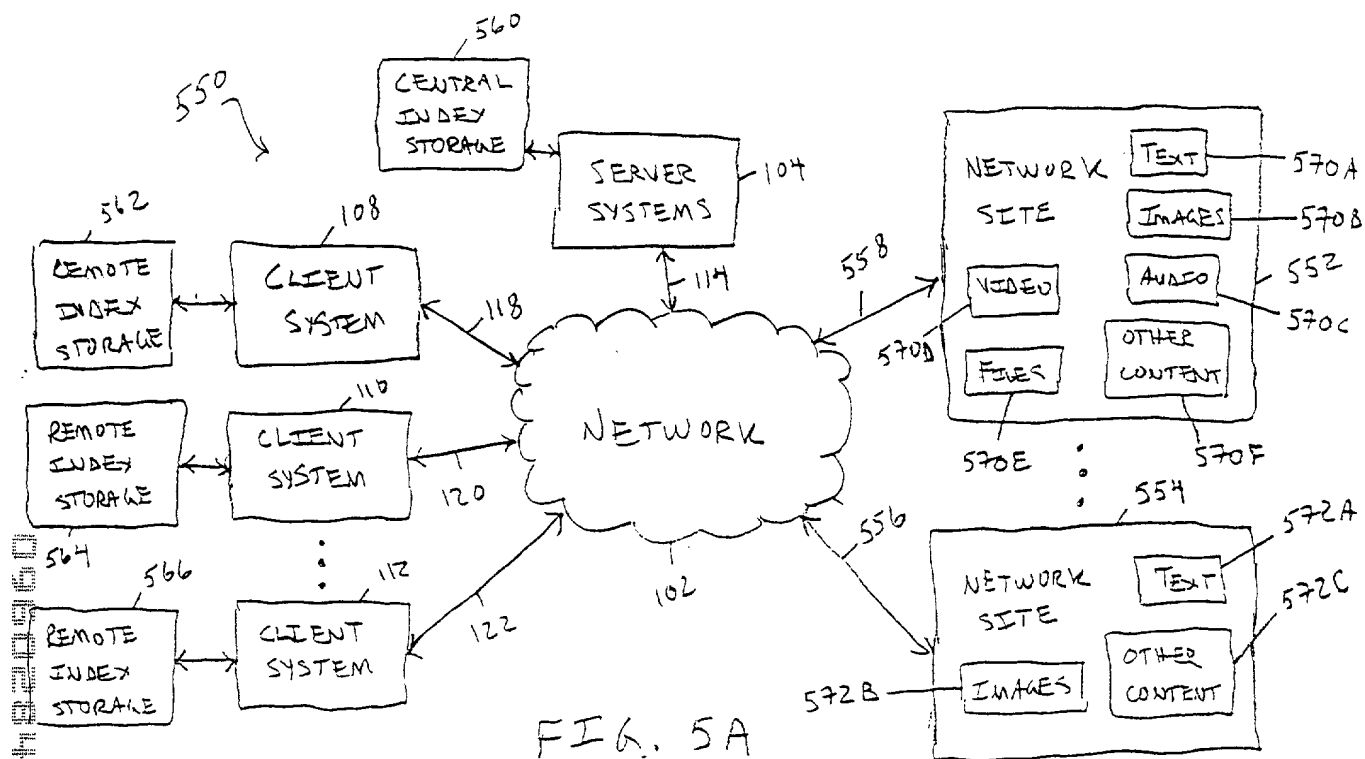 560
550
CENTRAL
INDEX
STORAGE
SERVER
SYSTEMS
104
114
562
REMOTE
INDEX
STORAGE
108
CLIENT
SYSTEM
118
110
REMOTE
INDEX
STORAGE
564
CLIENT
SYSTEM
120
566
REMOTE
INDEX
STORAGE
112
CLIENT
SYSTEM
122
NETWORK
102
558
556
NETWORK
SITE
TEXT
570A
IMAGES
570B
552
VIDEO
570D
AUDIO
570C
FILES
570E
OTHER
CONTENT
570F
554
NETWORK
SITE
TEXT
572A
572C
572B
IMAGES
OTHER
CONTENT
FIG. 5A